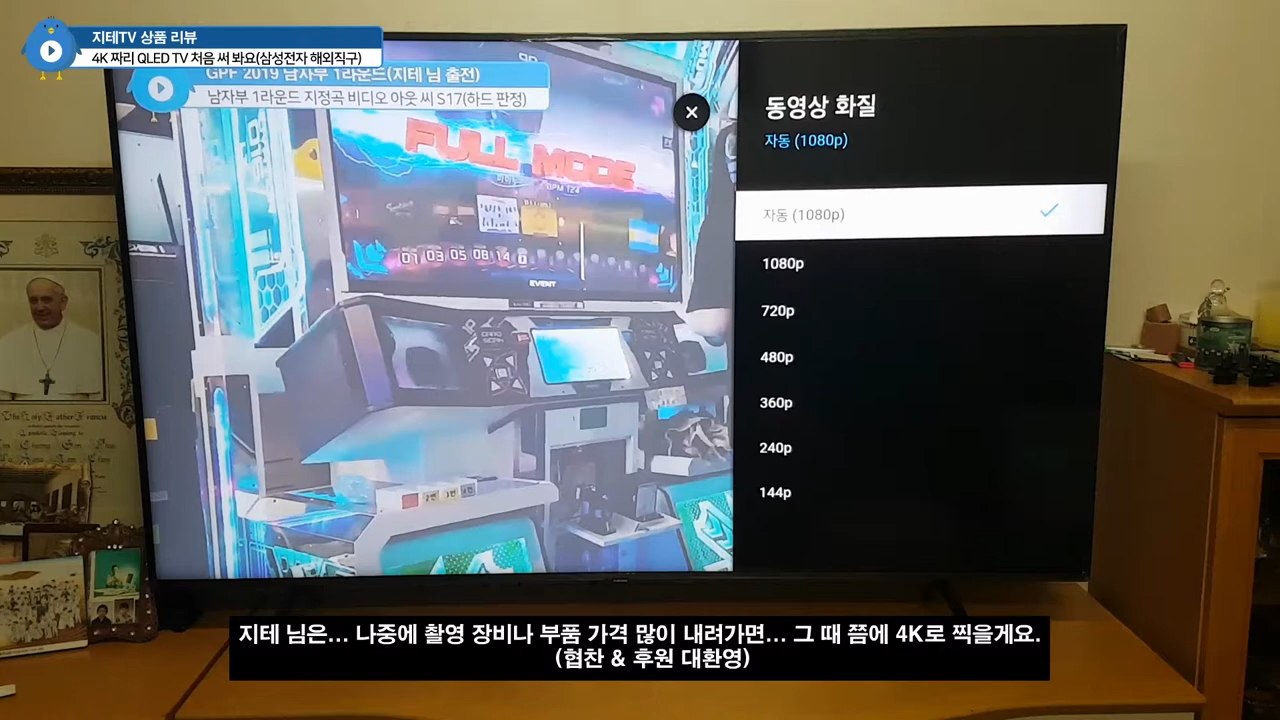 지테TV 상품 리뷰
4K 짜리 QLED TV 처음 써 봐요(삼성전자 해외직구)
GPF 2019 남자부 1라운드(지테 님 출전)
남자부 1라운드 지정곡 비디오 아웃 씨 S17(하드 판정)
FULL MODE
BPM 124
01 03 05 08 14
EVENT
동영상 화질
자동 (1080p)
자동 (1080p)
1080p
720p
480p
360p
240p
144p
지테 님은... 나중에 촬영 장비나 부품 가격 많이 내려가면... 그 때 쯤에 4K로 찍을게요.
(협찬 & 후원 대환영)